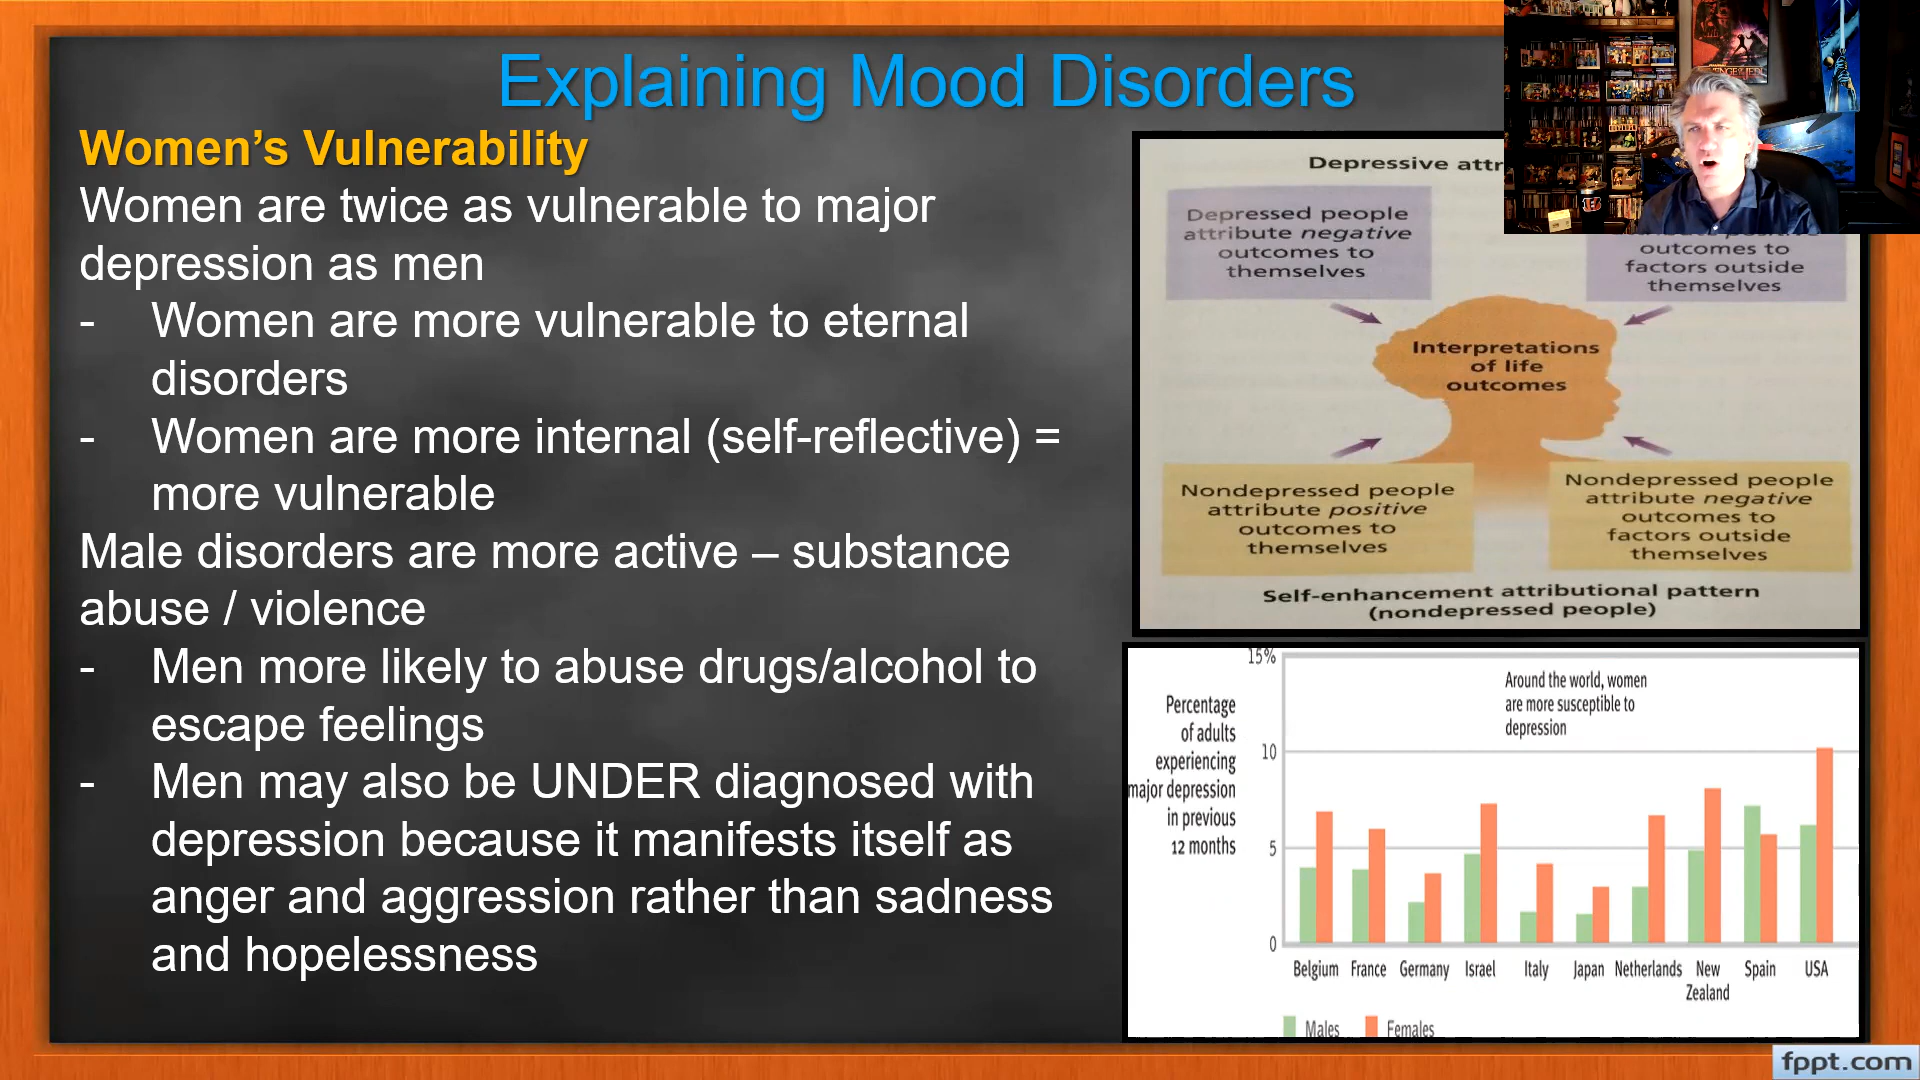 Explaining Mood Disorders
Women’s Vulnerability
Women are twice as vulnerable to major
depression as men
- Women are more vulnerable to eternal
disorders
- Women are more internal (self-reflective) =
more vulnerable
Male disorders are more active – substance
abuse / violence
- Men more likely to abuse drugs/alcohol to
escape feelings
- Men may also be UNDER diagnosed with
depression because it manifests itself as
anger and aggression rather than sadness
and hopelessness
Depressive
Depressed people
attribute negative
outcomes to
themselves
outcomes to
factors outside
themselves
Interpretations
of life
outcomes
Nondepressed people
attribute positive
outcomes to
themselves
Nondepressed people
attribute negative
outcomes to
factors outside
themselves
Self-enhancement attributional pattern
(nondepressed people)
15%
10
5
0
Percentage
of adults
experiencing
major depression
in previous
12 months
Around the world, women
are more susceptible to
depression
Belgium France Germany Israel Italy Japan Netherlands New Zealand Spain USA
Males Females
fppt.com